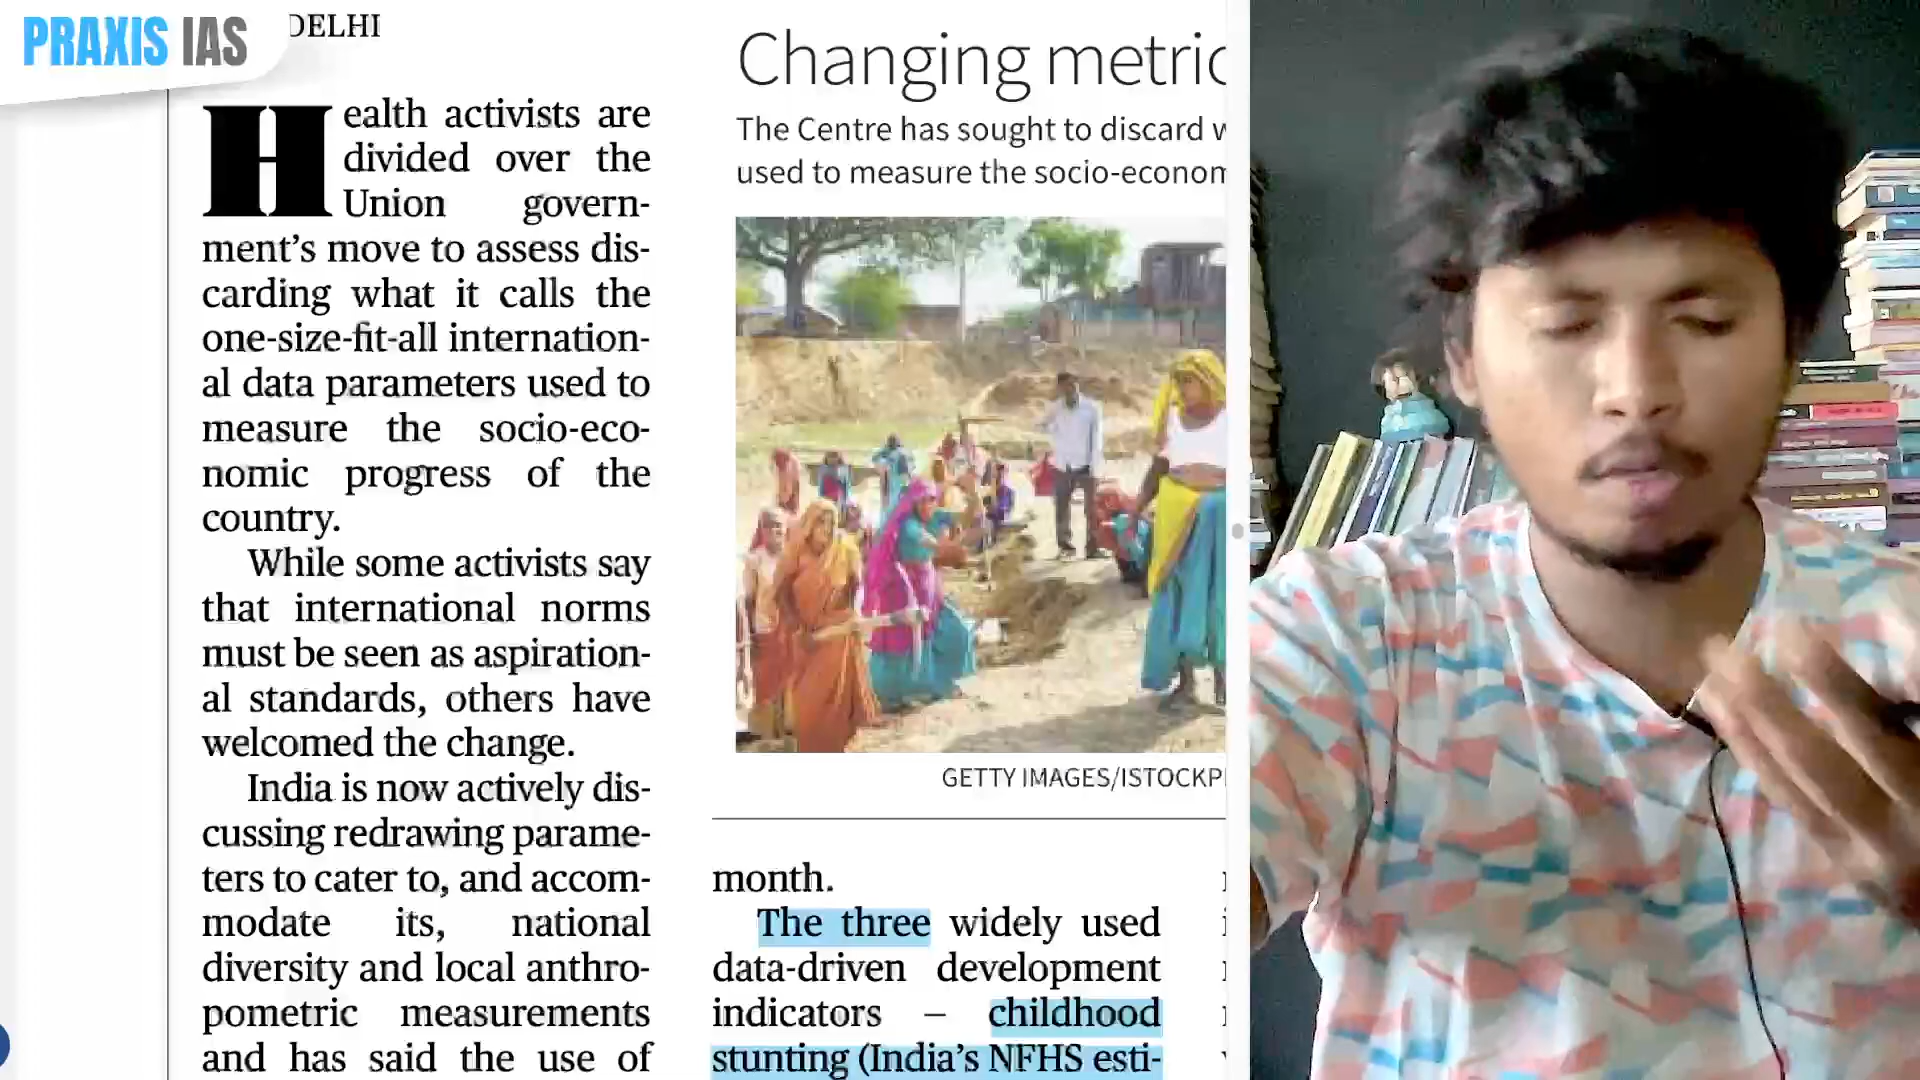 PRAXIS IAS
DELHI
Health activists are
divided over the
Union govern-
ment's move to assess dis-
carding what it calls the
one-size-fit-all internation-
al data parameters used to
measure the socio-eco-
nomic progress of the
country.
While some activists say
that international norms
must be seen as aspiration-
al standards, others have
welcomed the change.
India is now actively dis-
cussing redrawing parame-
ters to cater to, and accom-
modate its, national
diversity and local anthro-
pometric measurements
and has said the use of
Changing metric
The Centre has sought to discard w
used to measure the socio-econom
GETTY IMAGES/ISTOCKP
month.
The three widely used
data-driven development
indicators – childhood
stunting (India's NFHS esti-